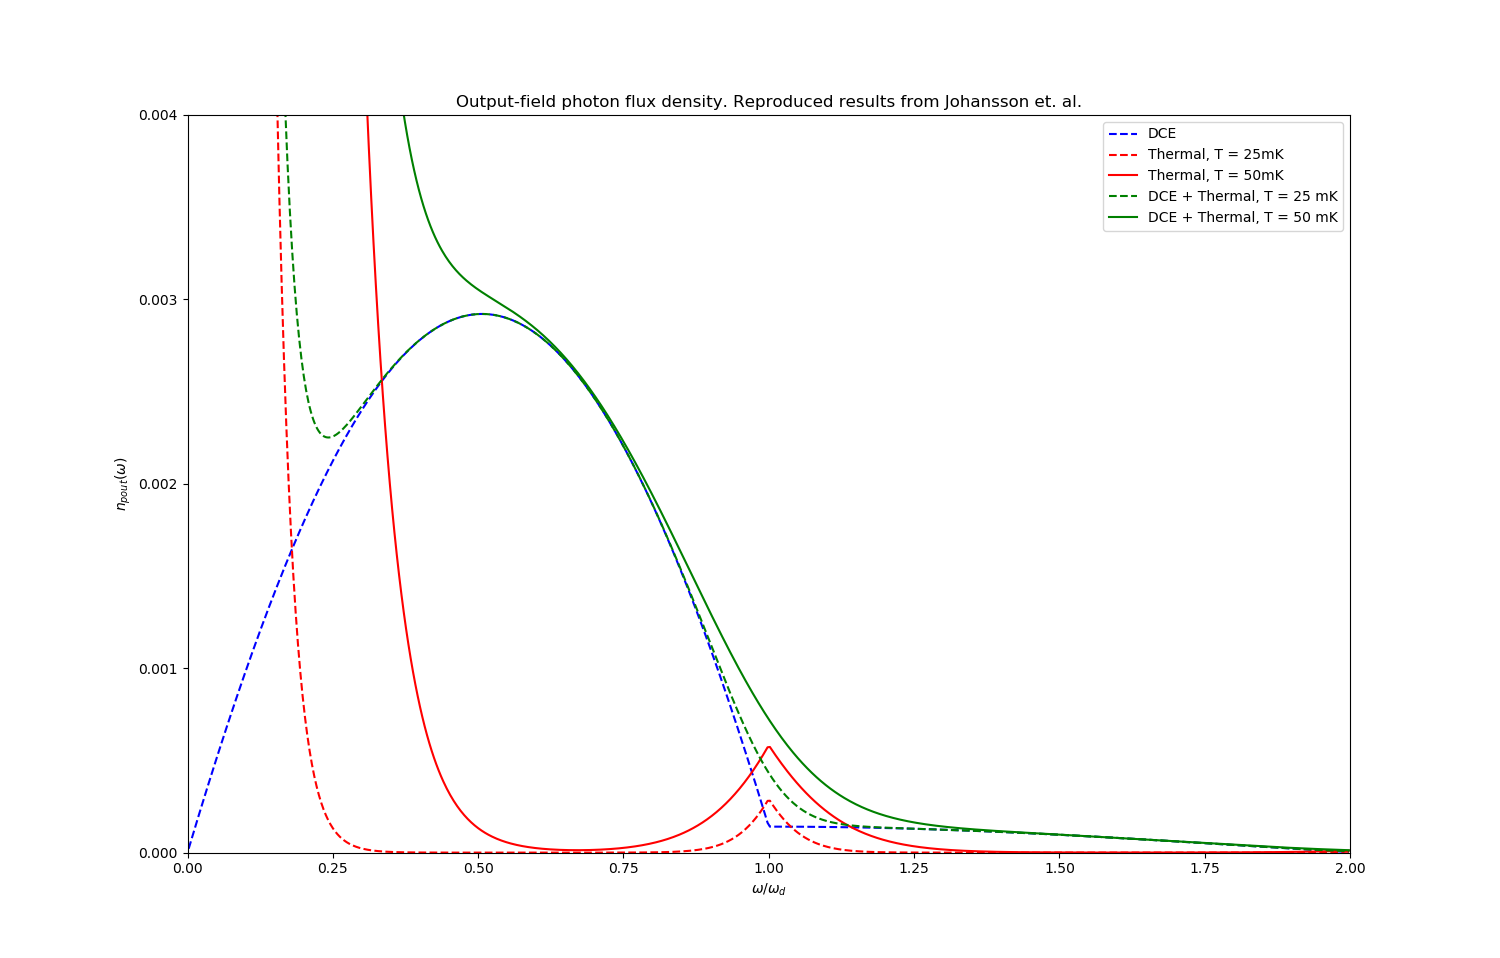 Output-field photon flux density. Reproduced results from Johansson et. al.
DCE
Thermal, T = 25mK
Thermal, T = 50mK
DCE + Thermal, T = 25 mK
DCE + Thermal, T = 50 mK
0.004
0.003
0.002
0.001
0.000
n_{pout}(ω)
0.00 0.25 0.50 0.75 1.00 1.25 1.50 1.75 2.00
ω/ω_d